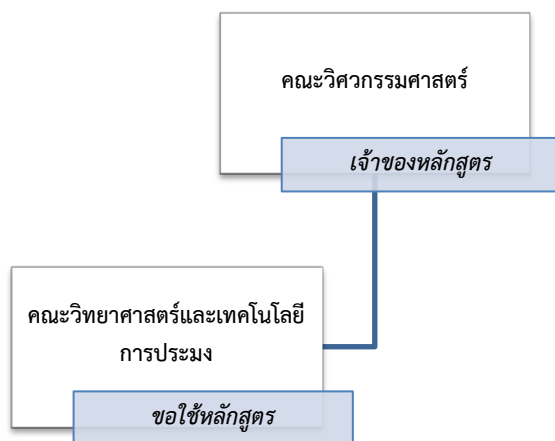 คณะวิศวกรรมศาสตร์
เจ้าของหลักสูตร
คณะวิทยาศาสตร์และเทคโนโลยี
การประมง
ขอใช้หลักสูตร